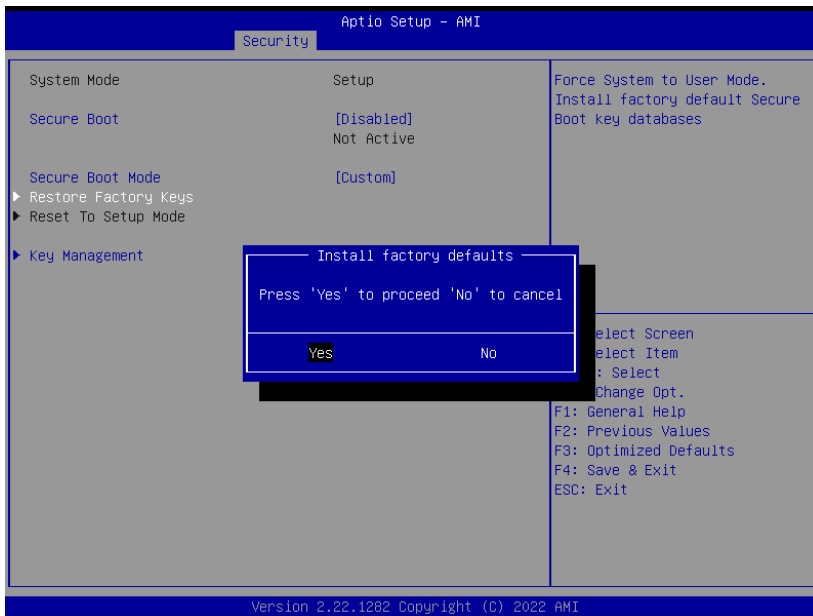 Aptio Setup – AMI
Security
System Mode Setup
Secure Boot [Disabled]
Not Active
Secure Boot Mode [Custom]
Restore Factory Keys
Reset To Setup Mode
Key Management
Force System to User Mode.
Install factory default Secure
Boot key databases
Install factory defaults
Press 'Yes' to proceed 'No' to cancel
Yes No
elect Screen
elect Item
: Select
Change Opt.
F1: General Help
F2: Previous Values
F3: Optimized Defaults
F4: Save & Exit
ESC: Exit
Version 2.22.1282 Copyright (C) 2022 AMI